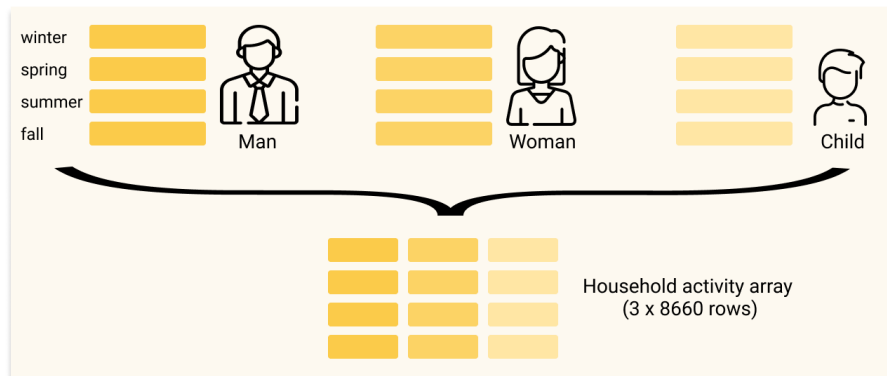 winter
spring
summer
fall
Man
Woman
Child
Household activity array
(3 x 8660 rows)